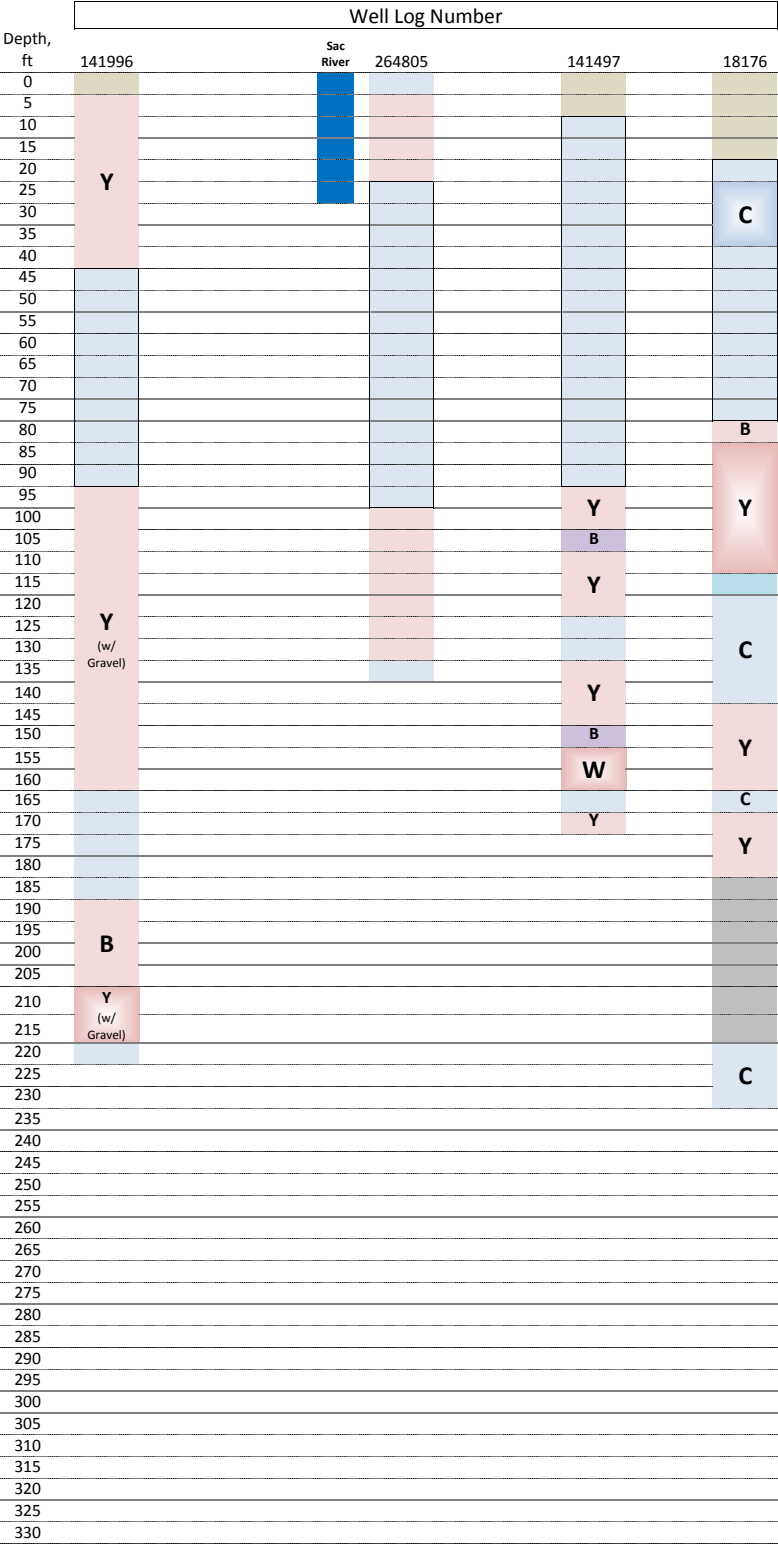 Well Log Number
Depth,
ft
141996
Sac
River
264805
141497
18176
0
5
10
15
20
Y
25
30
C
35
40
45
50
55
60
65
70
75
80
B
85
90
95
Y
Y
100
105
B
110
115
Y
120
125
Y
(w/
Gravel)
130
C
135
140
Y
145
150
B
Y
155
W
160
165
C
170
Y
175
Y
180
185
190
195
B
200
205
210
Y
(w/
Gravel)
215
220
225
C
230
235
240
245
250
255
260
265
270
275
280
285
290
295
300
305
310
315
320
325
330